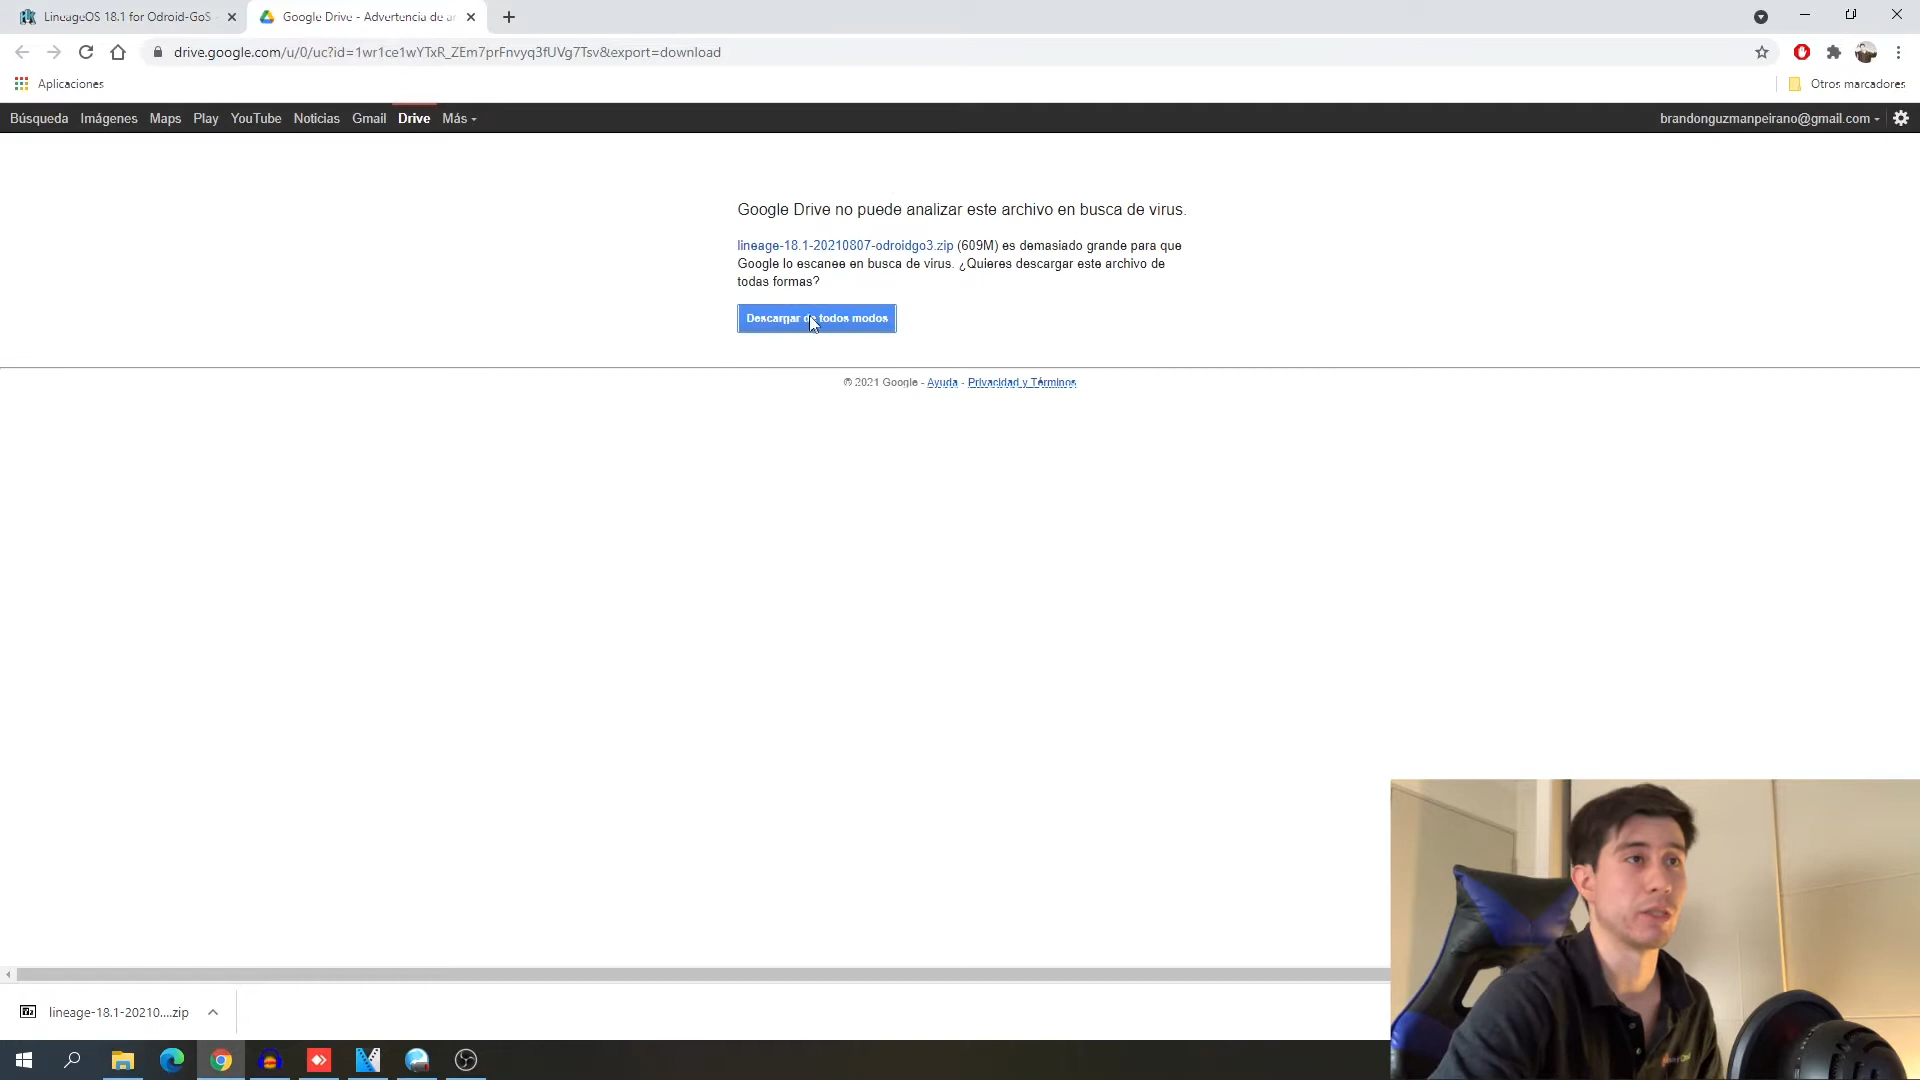 LineageOS 18.1 for Odroid-GoS
Google Drive - Advertencia de ar
drive.google.com/u/0/uc?id=1wr1ce1wYTxR_ZEm7prFnvyq3fUVg7Tsv&export=download
Aplicaciones
Otros marcadores
Búsqueda Imágenes Maps Play YouTube Noticias Gmail Drive Más
brandonguzmanpeirano@gmail.com
Google Drive no puede analizar este archivo en busca de virus.
lineage-18.1-20210807-odroidgo3.zip (609M) es demasiado grande para que
Google lo escanee en busca de virus. ¿Quieres descargar este archivo de
todas formas?
Descargar de todos modos
© 2021 Google - Ayuda - Privacidad y Términos
lineage-18.1-20210....zip